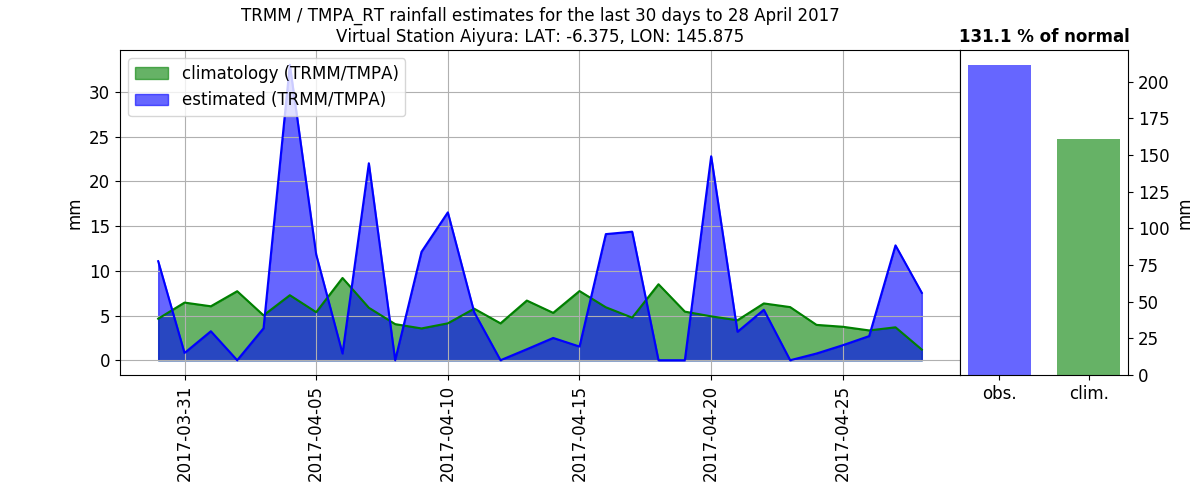 TRMM / TMPA_RT rainfall estimates for the last 30 days to 28 April 2017
Virtual Station Aiyura: LAT: -6.375, LON: 145.875
131.1 % of normal
climatology (TRMM/TMPA)
estimated (TRMM/TMPA)
30
25
20
15
10
5
0
mm
2017-03-31
2017-04-05
2017-04-10
2017-04-15
2017-04-20
2017-04-25
200
175
150
125
100
75
50
25
0
mm
obs.
clim.